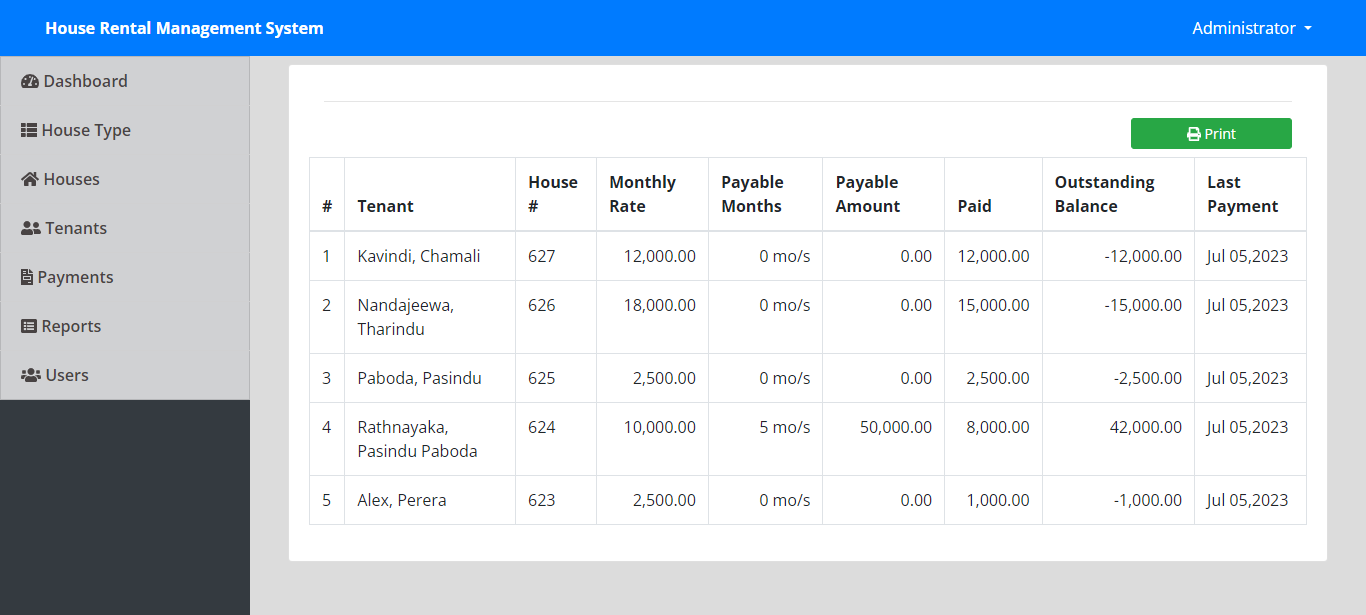 House Rental Management System
Administrator
Dashboard
House Type
Houses
Tenants
Payments
Reports
Users
Print
# Tenant House # Monthly Rate Payable Months Payable Amount Paid Outstanding Balance Last Payment
1 Kavindi, Chamali 627 12,000.00 0 mo/s 0.00 12,000.00 -12,000.00 Jul 05,2023
2 Nandajeewa, Tharindu 626 18,000.00 0 mo/s 0.00 15,000.00 -15,000.00 Jul 05,2023
3 Paboda, Pasindu 625 2,500.00 0 mo/s 0.00 2,500.00 -2,500.00 Jul 05,2023
4 Rathnayaka, Pasindu Paboda 624 10,000.00 5 mo/s 50,000.00 8,000.00 42,000.00 Jul 05,2023
5 Alex, Perera 623 2,500.00 0 mo/s 0.00 1,000.00 -1,000.00 Jul 05,2023